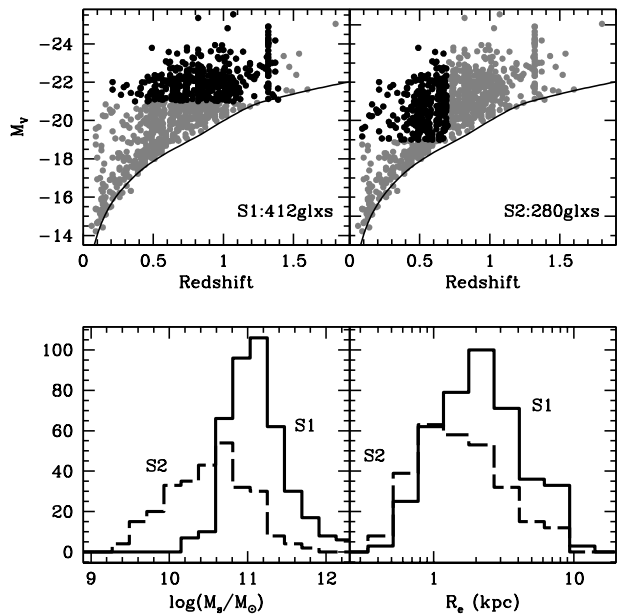 -24
-22
-20
-18
-16
-14
M_v
S1:412glxs
S2:280glxs
0 0.5 1 1.5 0 0.5 1 1.5
Redshift Redshift
100
80
60
40
20
0
S2
S1
S2
S1
9 10 11 12 1 10
log(M_s/M_⊙) R_e (kpc)